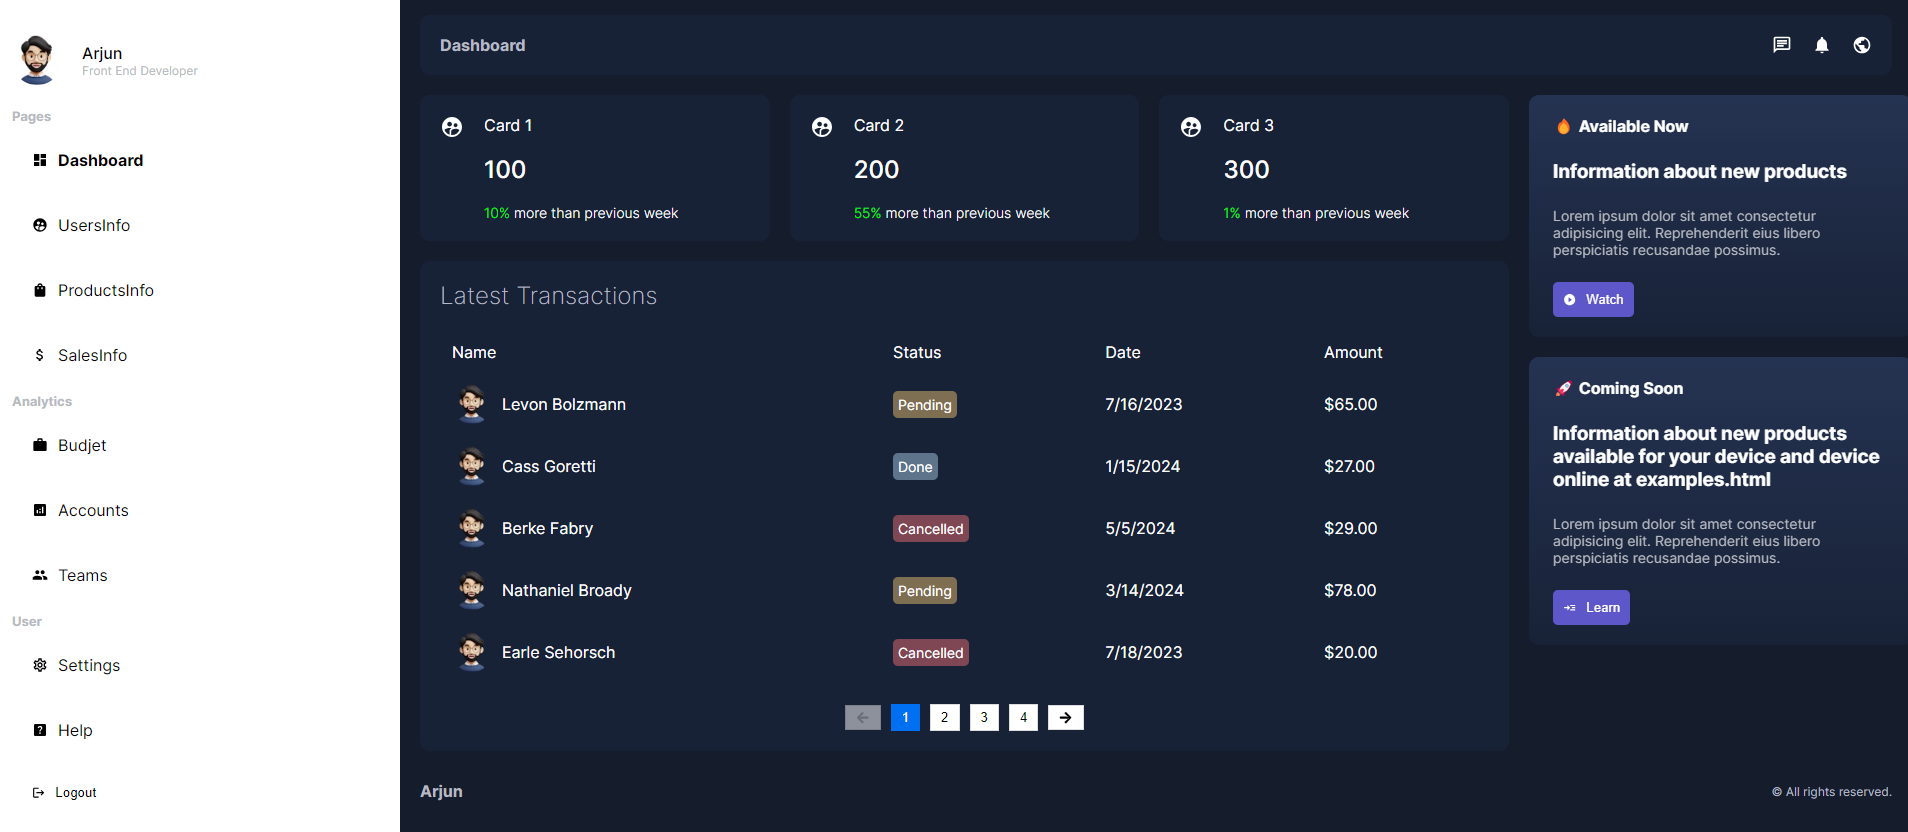 Arjun
Front End Developer
Pages
Dashboard
UsersInfo
ProductsInfo
SalesInfo
Analytics
Budjet
Accounts
Teams
User
Settings
Help
Logout
Dashboard
Card 1
100
10% more than previous week
Card 2
200
55% more than previous week
Card 3
300
1% more than previous week
Latest Transactions
Name Status Date Amount
Levon Bolzmann Pending 7/16/2023 $65.00
Cass Goretti Done 1/15/2024 $27.00
Berke Fabry Cancelled 5/5/2024 $29.00
Nathaniel Broady Pending 3/14/2024 $78.00
Earle Sehorsch Cancelled 7/18/2023 $20.00
1 2 3 4
🔥 Available Now
Information about new products
Lorem ipsum dolor sit amet consectetur
adipisicing elit. Reprehenderit eius libero
perspiciatis recusandae possimus.
Watch
🚀 Coming Soon
Information about new products
available for your device and device
online at examples.html
Lorem ipsum dolor sit amet consectetur
adipisicing elit. Reprehenderit eius libero
perspiciatis recusandae possimus.
Learn
Arjun
© All rights reserved.